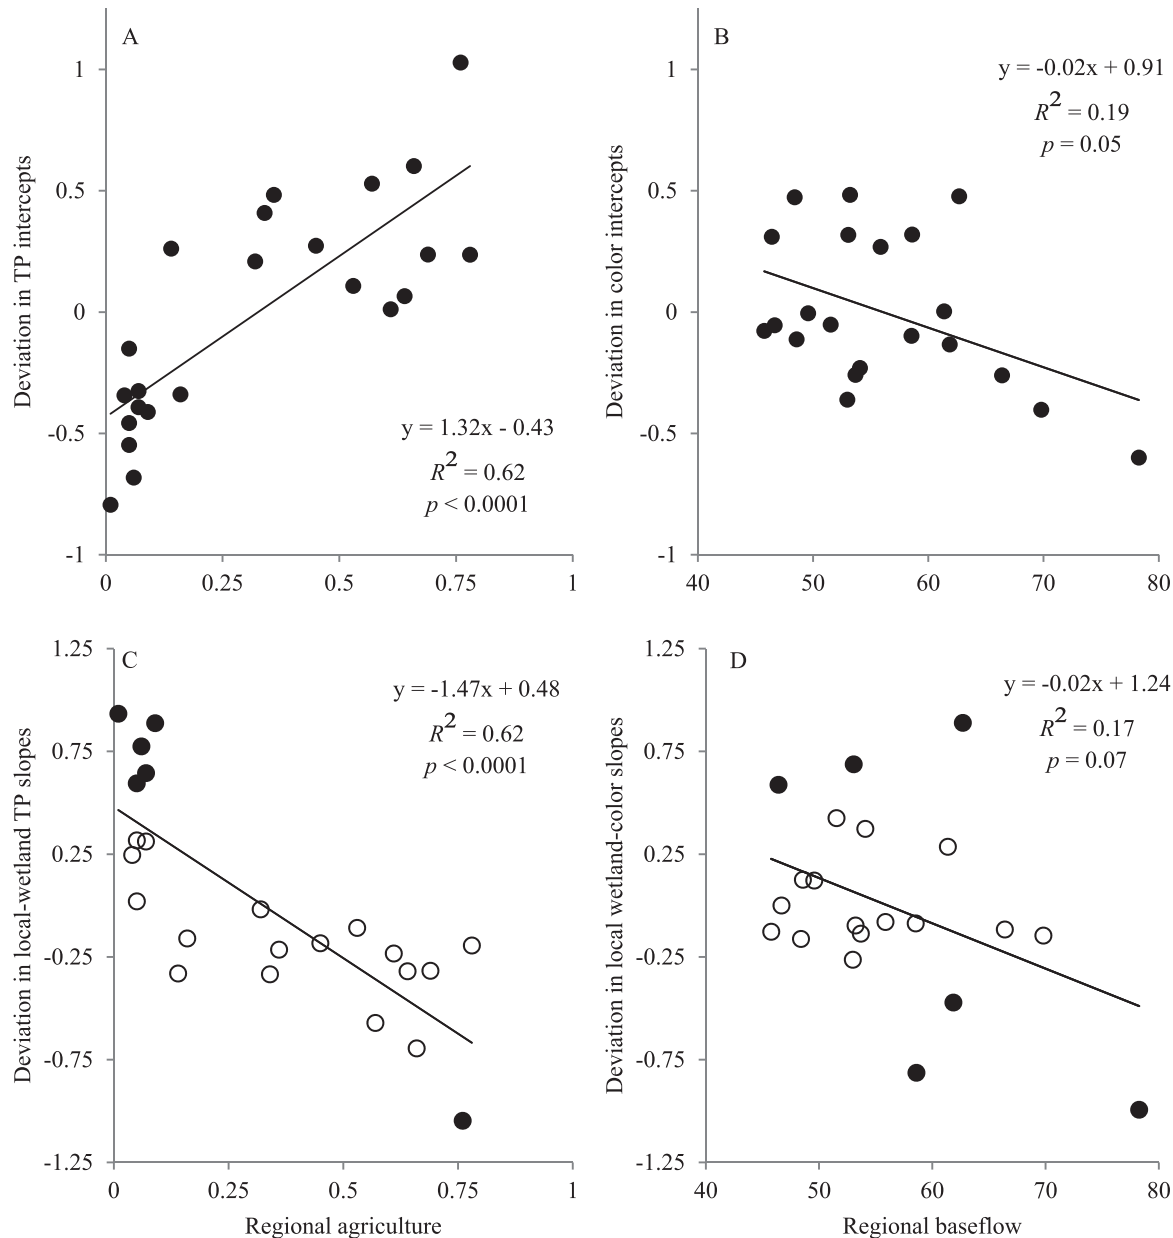 A
y = 1.32x - 0.43
R² = 0.62
p < 0.0001
Deviation in TP intercepts
1
0.5
0
-0.5
-1
0 0.25 0.5 0.75 1
B
y = -0.02x + 0.91
R² = 0.19
p = 0.05
Deviation in color intercepts
1
0.5
0
-0.5
-1
40 50 60 70 80
C
y = -1.47x + 0.48
R² = 0.62
p < 0.0001
Deviation in local-wetland TP slopes
1.25
0.75
0.25
-0.25
-0.75
-1.25
0 0.25 0.5 0.75 1
Regional agriculture
D
y = -0.02x + 1.24
R² = 0.17
p = 0.07
Deviation in local wetland-color slopes
1.25
0.75
0.25
-0.25
-0.75
-1.25
40 50 60 70 80
Regional baseflow